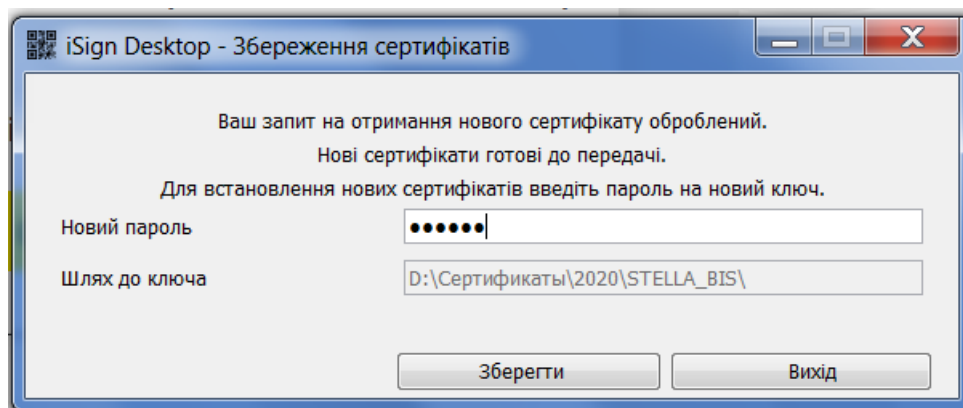 iSign Desktop - Збереження сертифікатів
Ваш запит на отримання нового сертифікату оброблений.
Нові сертифікати готові до передачі.
Для встановлення нових сертифікатів введіть пароль на новий ключ.
Новий пароль ●●●●●●
Шлях до ключа D:\Сертификаты\2020\STELLA_BIS\
Зберегти Вихід